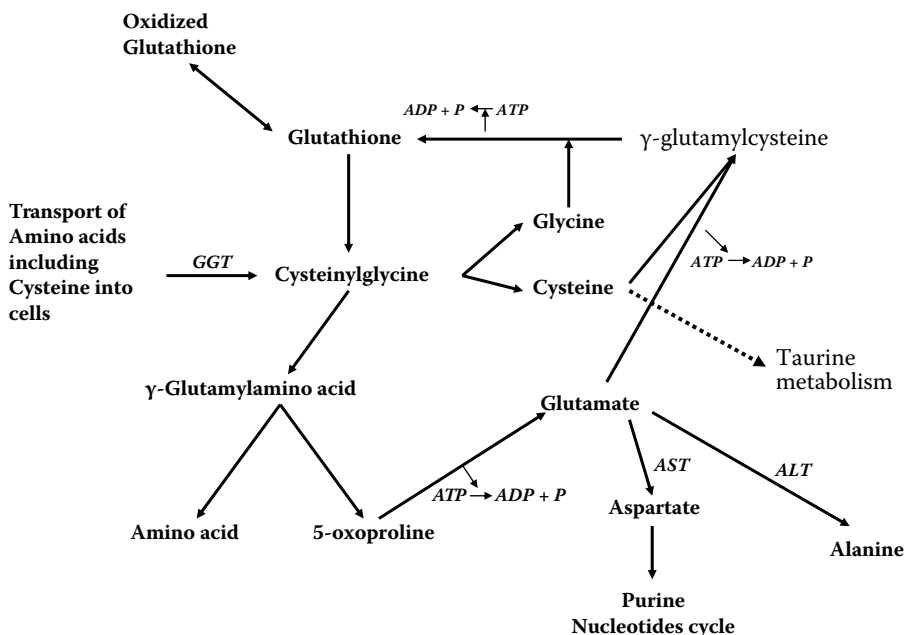 Oxidized
Glutathione
ADP + P ATP
Glutathione
γ-glutamylcysteine
Transport of
Amino acids
including
Cysteine into
cells
GGT
Cysteinylglycine
Glycine
Cysteine
ATP ADP + P
Taurine
metabolism
γ-Glutamylamino acid
Glutamate
AST
ALT
ATP ADP + P
Amino acid
5-oxoproline
Aspartate
Alanine
Purine
Nucleotides cycle